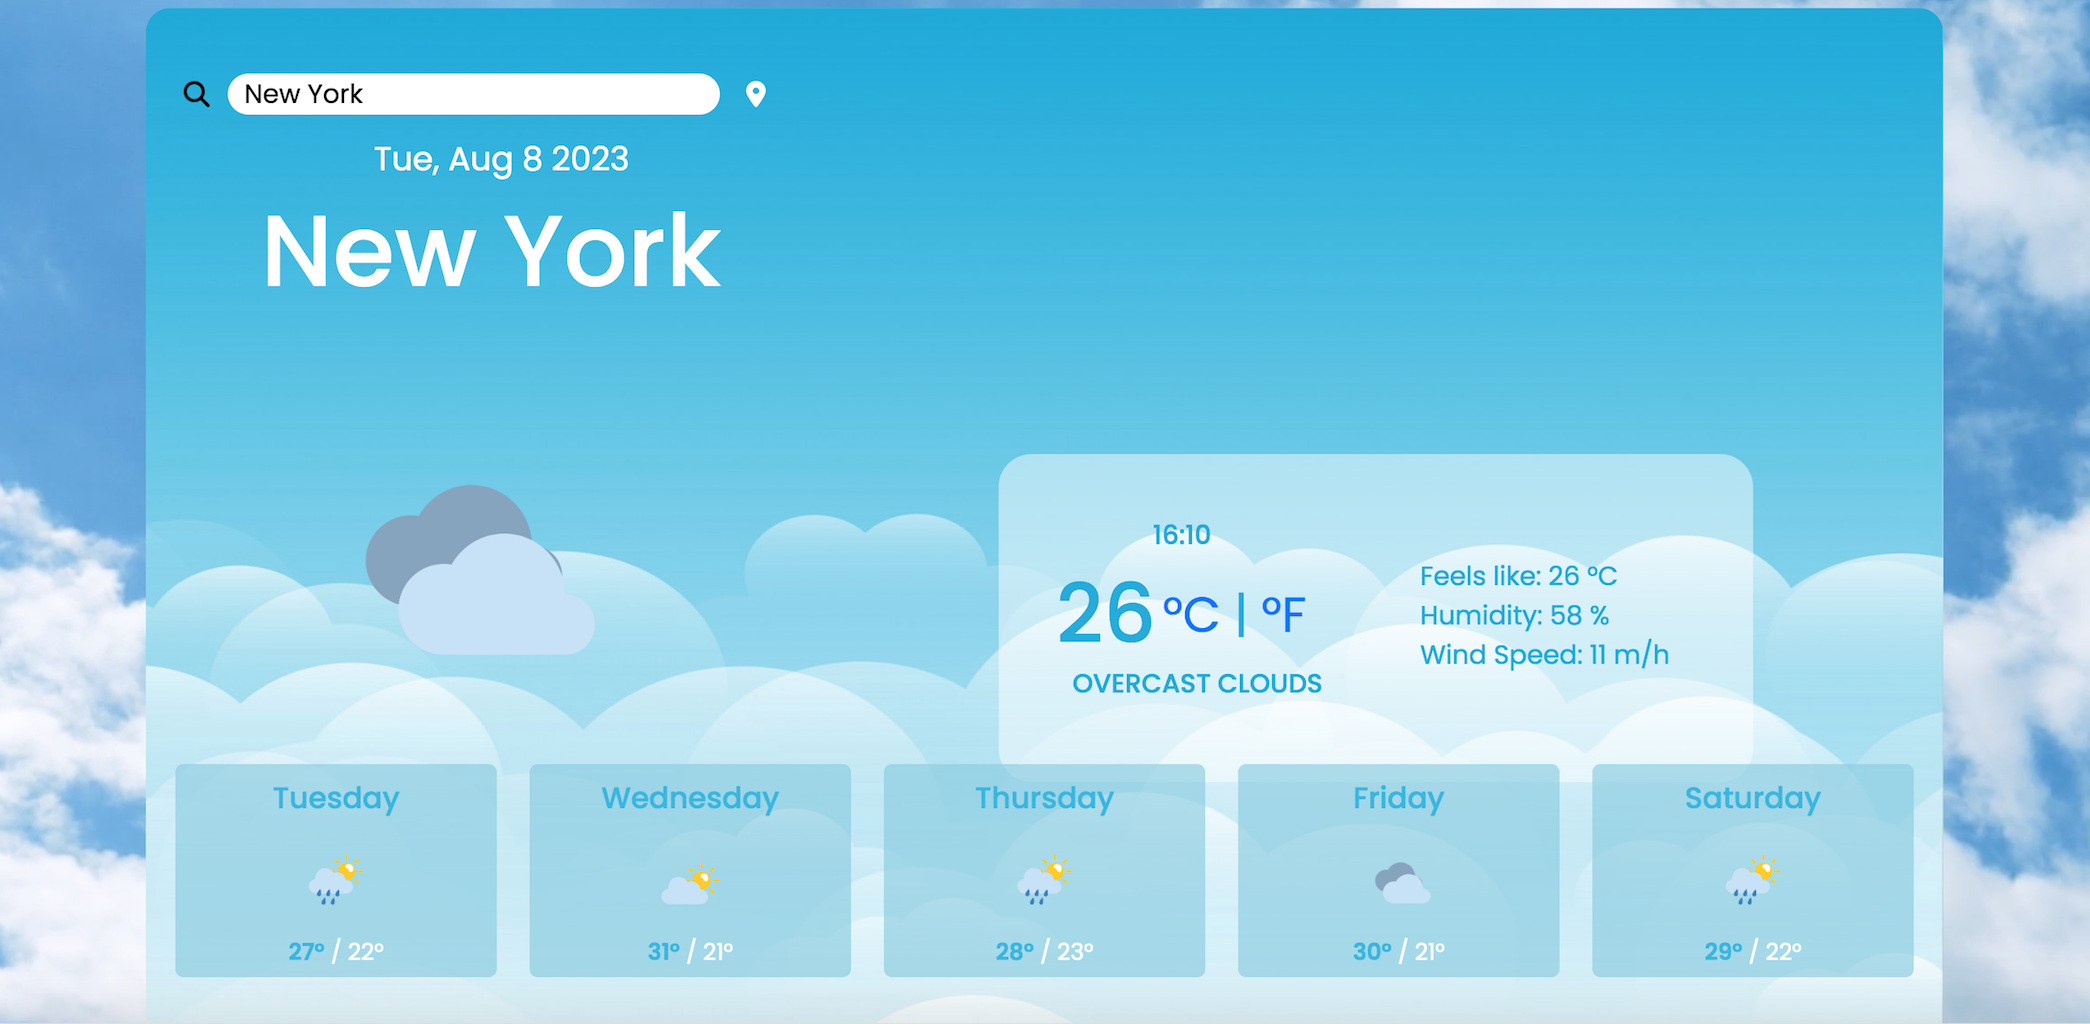 New York
Tue, Aug 8 2023
New York
16:10
26 °C | °F
OVERCAST CLOUDS
Feels like: 26 °C
Humidity: 58 %
Wind Speed: 11 m/h
Tuesday
27° / 22°
Wednesday
31° / 21°
Thursday
28° / 23°
Friday
30° / 21°
Saturday
29° / 22°